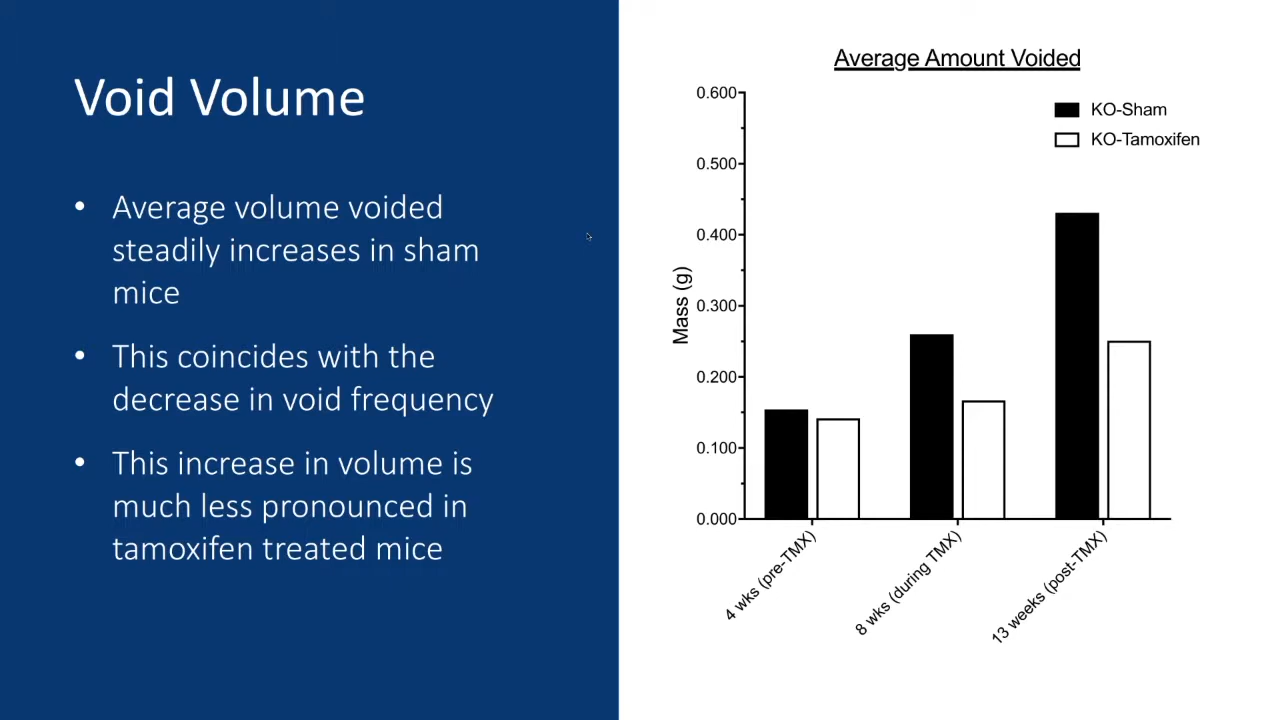 Void Volume
• Average volume voided
steadily increases in sham
mice
• This coincides with the
decrease in void frequency
• This increase in volume is
much less pronounced in
tamoxifen treated mice
Average Amount Voided
KO-Sham
KO-Tamoxifen
Mass (g)
0.600
0.500
0.400
0.300
0.200
0.100
0.000
4 wks (pre-TMX)
8 wks (during TMX)
13 weeks (post-TMX)